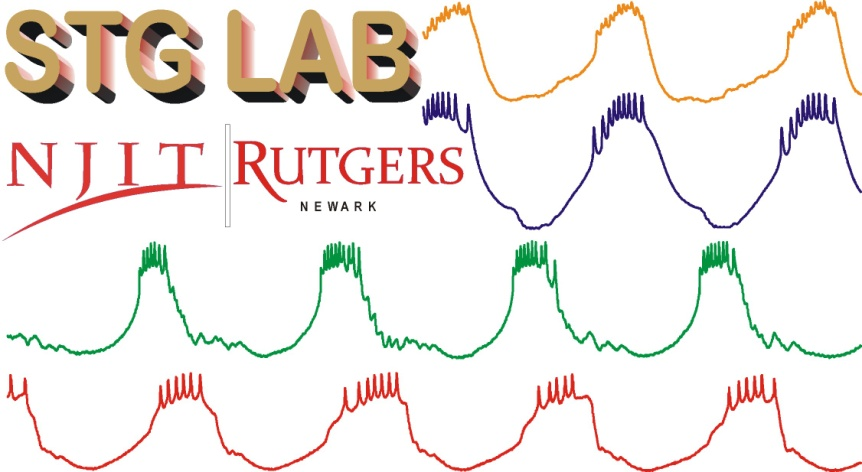 STG LAB
NJIT RUTGERS
NEWARK